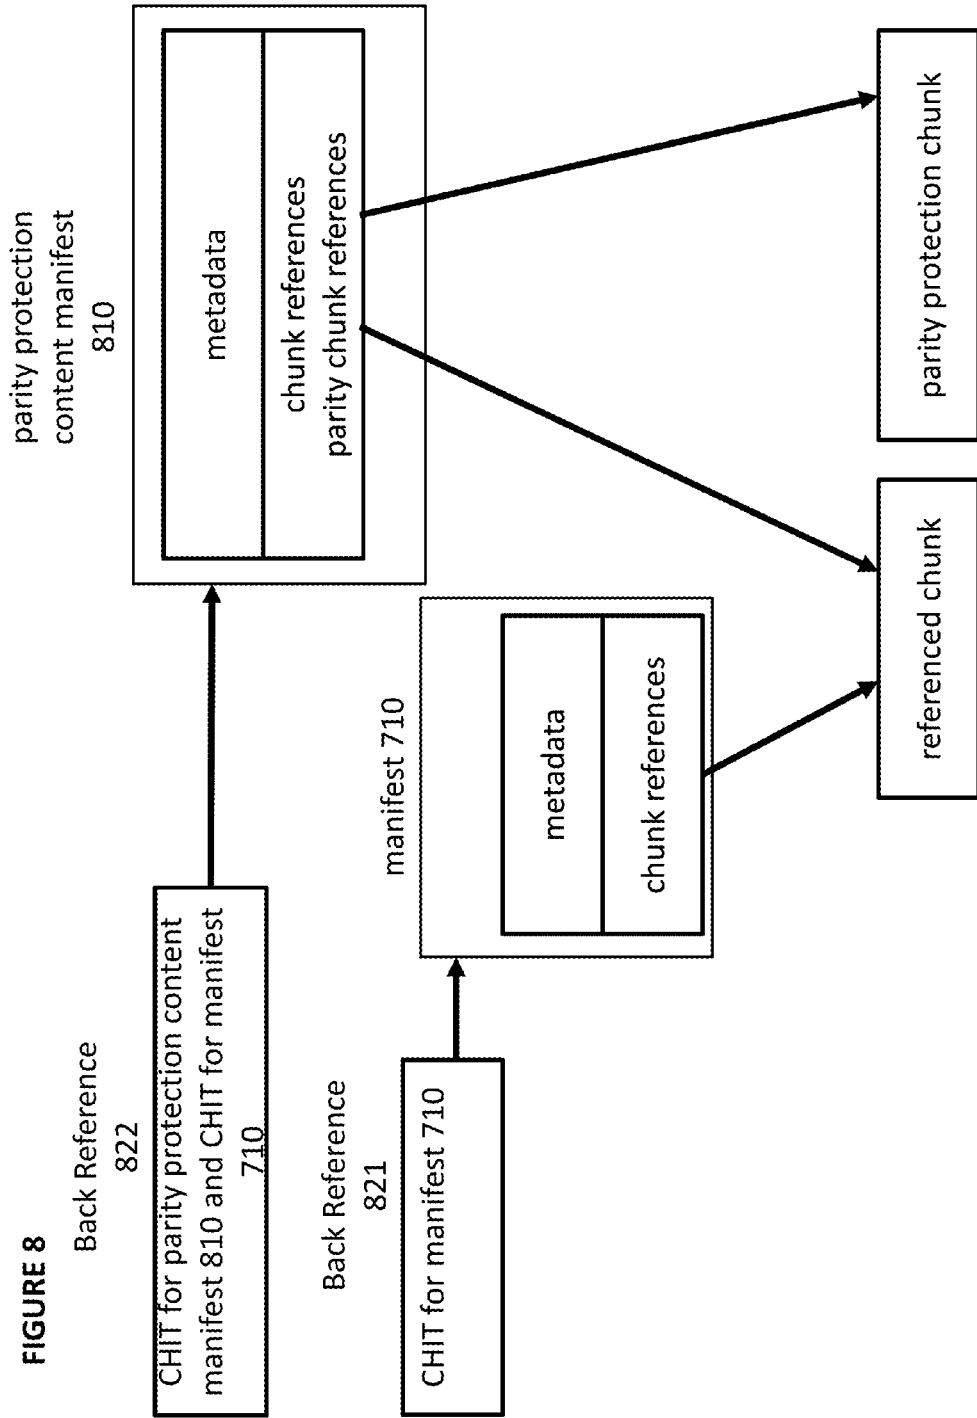 FIGURE 8
Back Reference
822
CHIT for parity protection content
manifest 810 and CHIT for manifest
710
parity protection
content manifest
810
metadata
chunk references
parity chunk references
Back Reference
821
CHIT for manifest 710
manifest 710
metadata
chunk references
referenced chunk
parity protection chunk